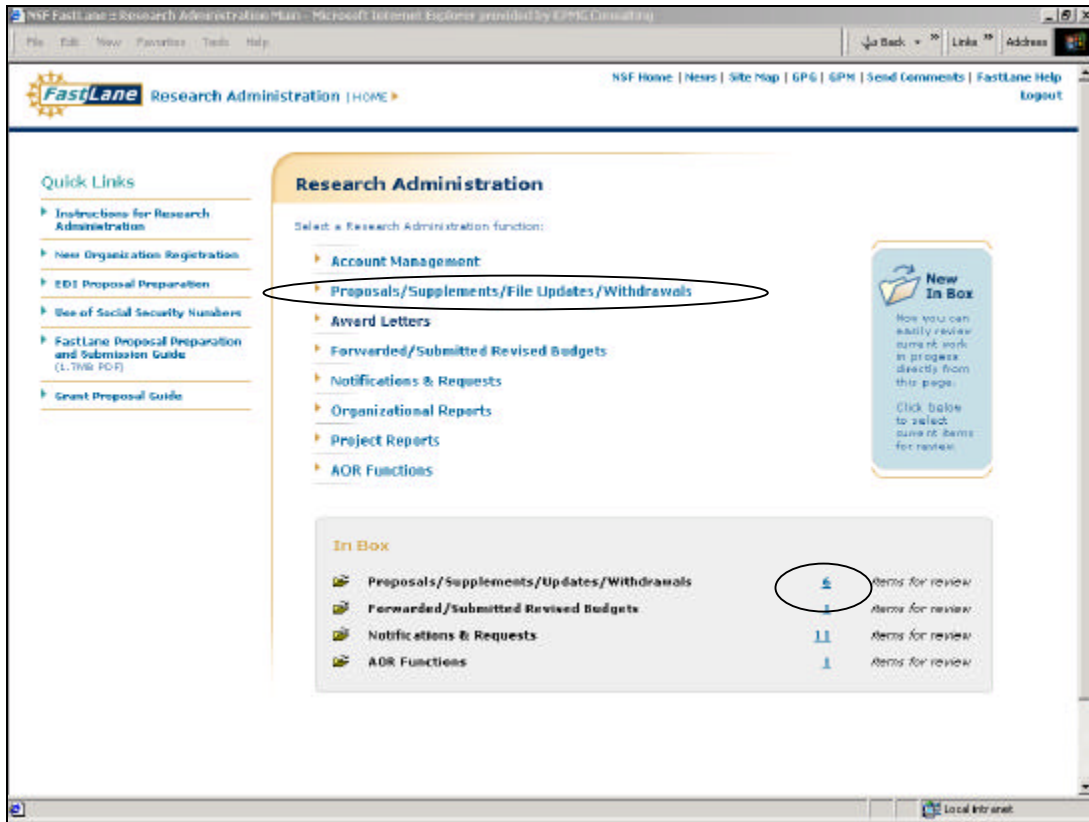 NSF FastLane :: Research Administration Main - Microsoft Internet Explorer provided by KPMG Consulting
File Edit View Favorites Tools Help
Back Links Address
NSF Home | News | Site Map | GPG | GPM | Send Comments | FastLane Help
Logout
FastLane Research Administration | HOME
Quick Links
Instructions for Research
Administration
New Organization Registration
EDI Proposal Preparation
Use of Social Security Numbers
FastLane Proposal Preparation
and Submission Guide
(1.7MB PDF)
Grant Proposal Guide
Research Administration
Select a Research Administration function:
Account Management
Proposals/Supplements/File Updates/Withdrawals
Award Letters
Forwarded/Submitted Revised Budgets
Notifications & Requests
Organizational Reports
Project Reports
AOR Functions
New
In Box
Now you can
easily review
current work
in progress
directly from
this page.
Click below
to select
current items
for review.
In Box
Proposals/Supplements/Updates/Withdrawals 6 items for review
Forwarded/Submitted Revised Budgets 1 items for review
Notifications & Requests 11 items for review
AOR Functions 1 items for review
Local intranet